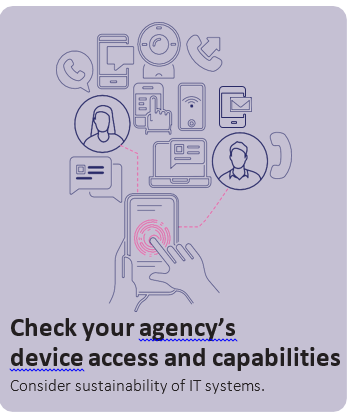 Check your agency's
device access and capabilities
Consider sustainability of IT systems.